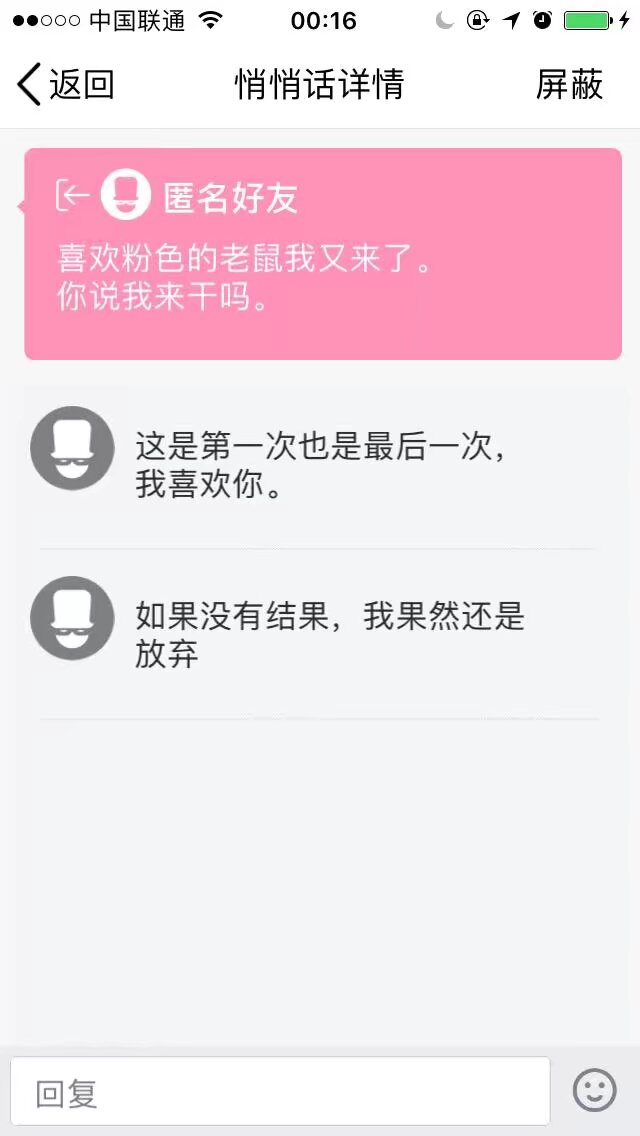 中国联通
00:16
返回
悄悄话详情
屏蔽
匿名好友
喜欢粉色的老鼠我又来了。
你说我来干吗。
这是第一次也是最后一次，
我喜欢你。
如果没有结果，我果然还是
放弃
回复